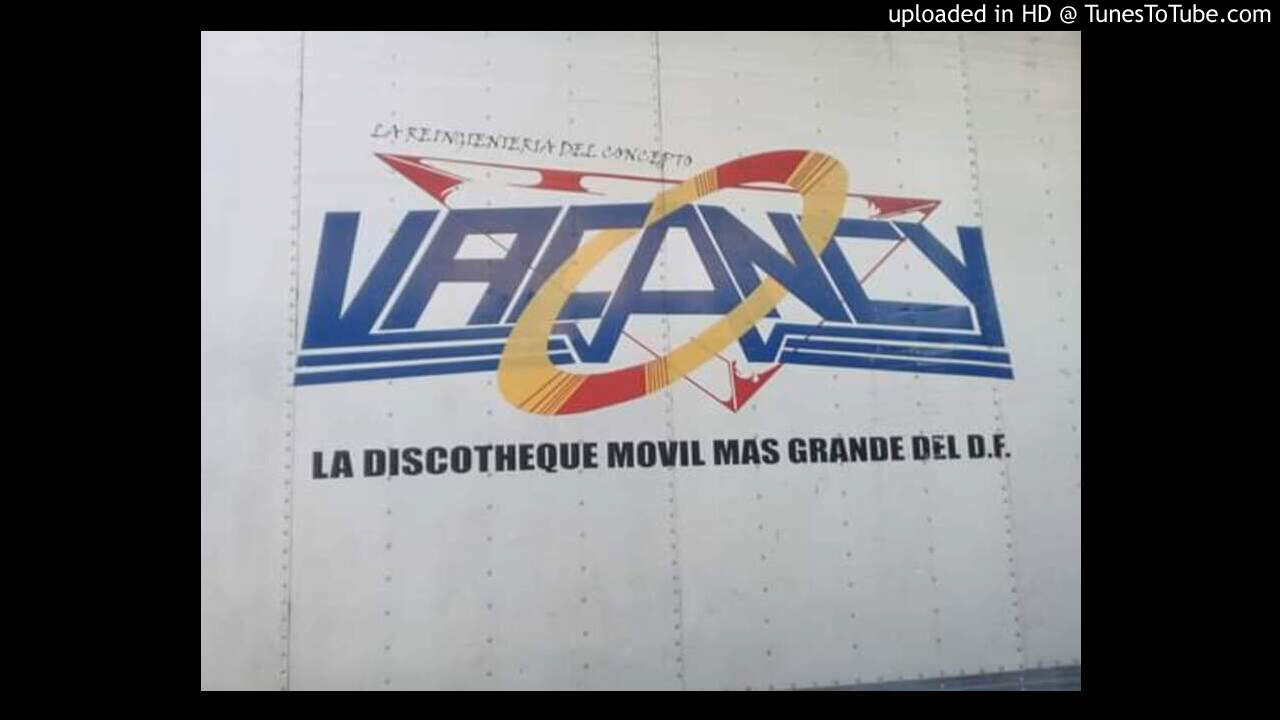 uploaded in HD @ TunesToTube.com
LA REINGIENTERIA DEL CONCEPTO
VACANCY
LA DISCOTHEQUE MOVIL MAS GRANDE DEL D.F.